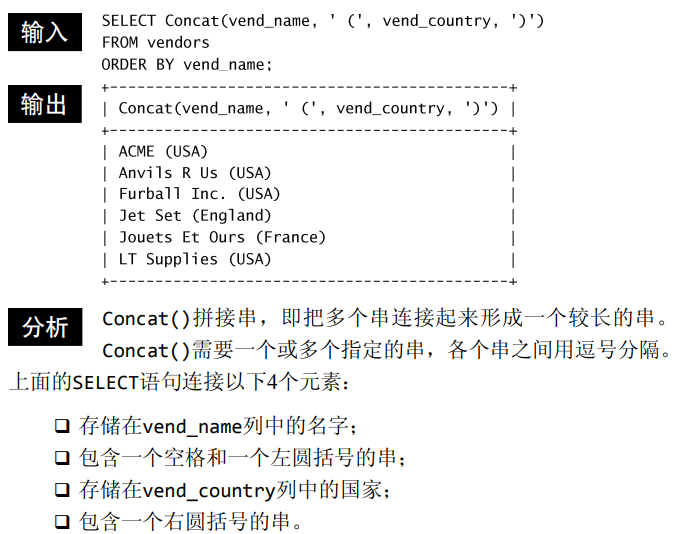 输入
SELECT Concat(vend_name, ' (', vend_country, ')')
FROM vendors
ORDER BY vend_name;
输出
+-------------------------------------------+
| Concat(vend_name, ' (', vend_country, ')') |
+-------------------------------------------+
| ACME (USA) |
| Anvils R Us (USA) |
| Furball Inc. (USA) |
| Jet Set (England) |
| Jouets Et Ours (France) |
| LT Supplies (USA) |
+-------------------------------------------+
分析
Concat()拼接串，即把多个串连接起来形成一个较长的串。
Concat()需要一个或多个指定的串，各个串之间用逗号分隔。
上面的SELECT语句连接以下4个元素：
❑ 存储在vend_name列中的名字；
❑ 包含一个空格和一个左圆括号的串；
❑ 存储在vend_country列中的国家；
❑ 包含一个右圆括号的串。